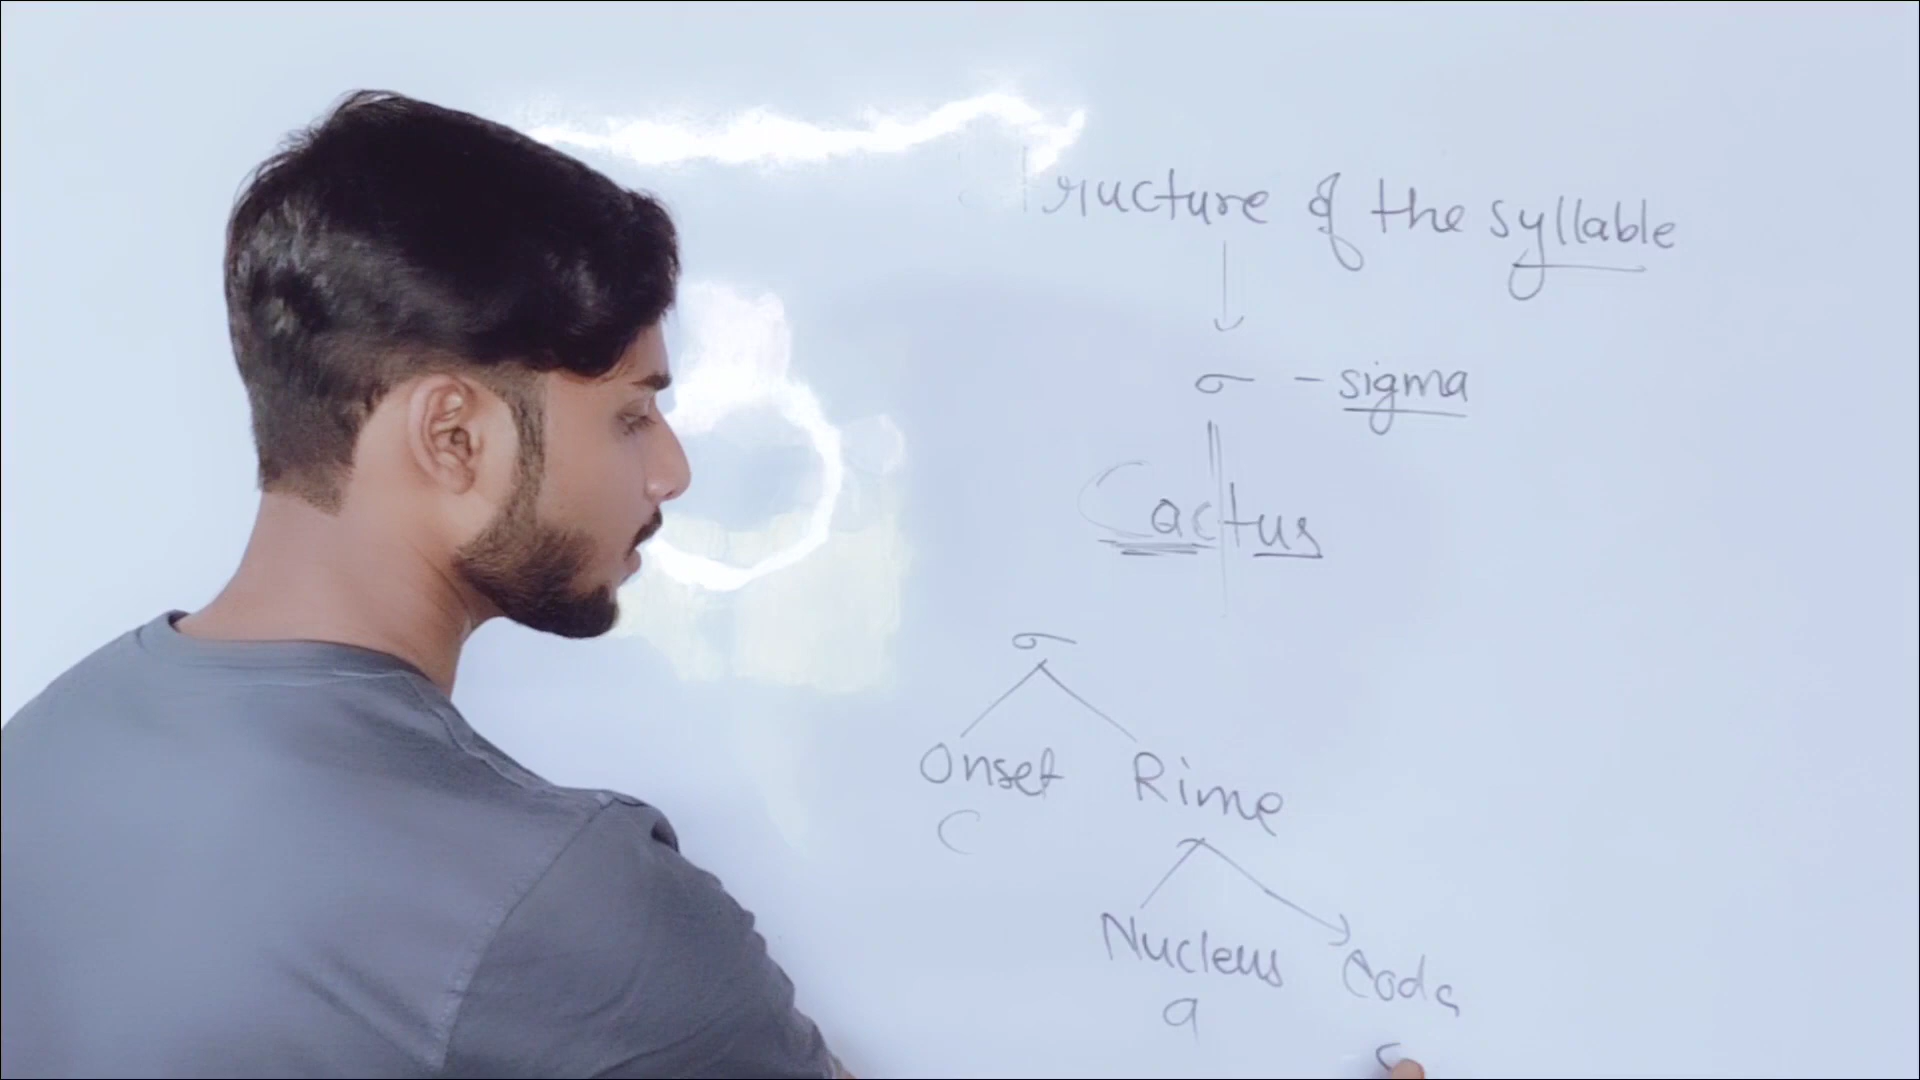 Structure of the syllable
σ - sigma
Cactus
σ
Onset Rime
C
Nucleus Coda
a
c